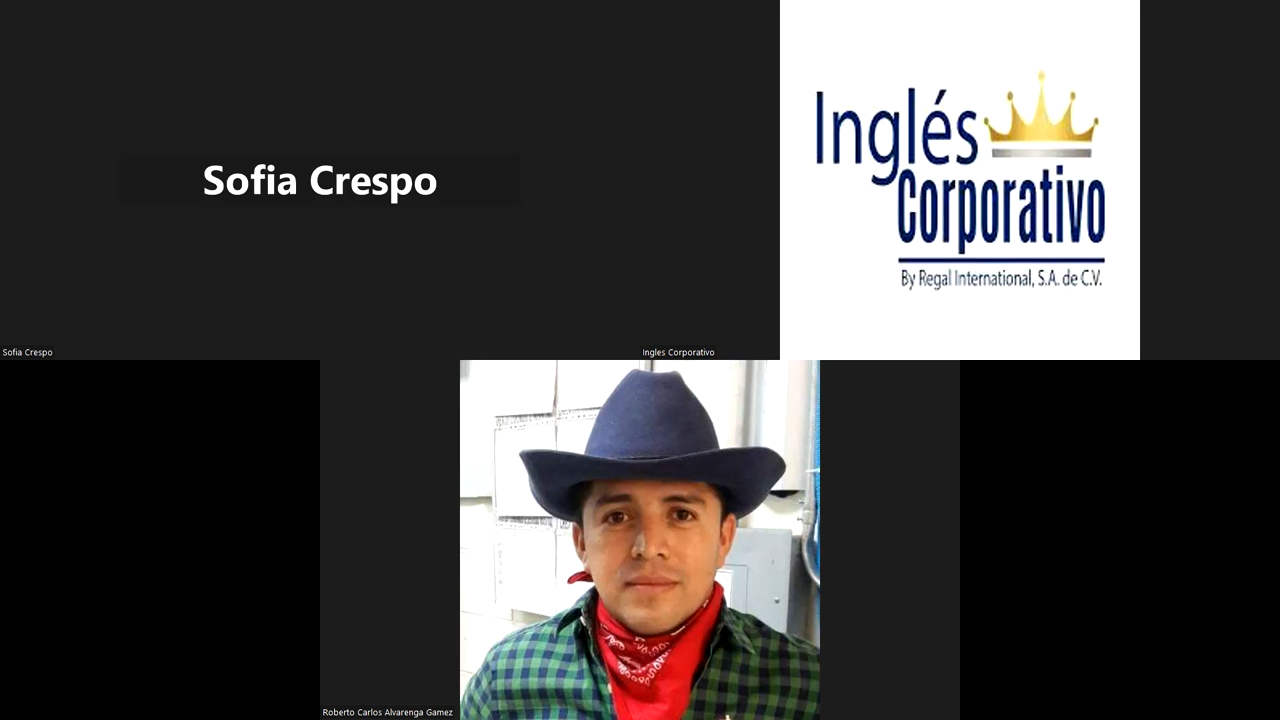 Sofia Crespo
Inglés
Corporativo
By Regal International, S.A. de C.V.
Sofia Crespo
Ingles Corporativo
Roberto Carlos Alvarenga Gamez